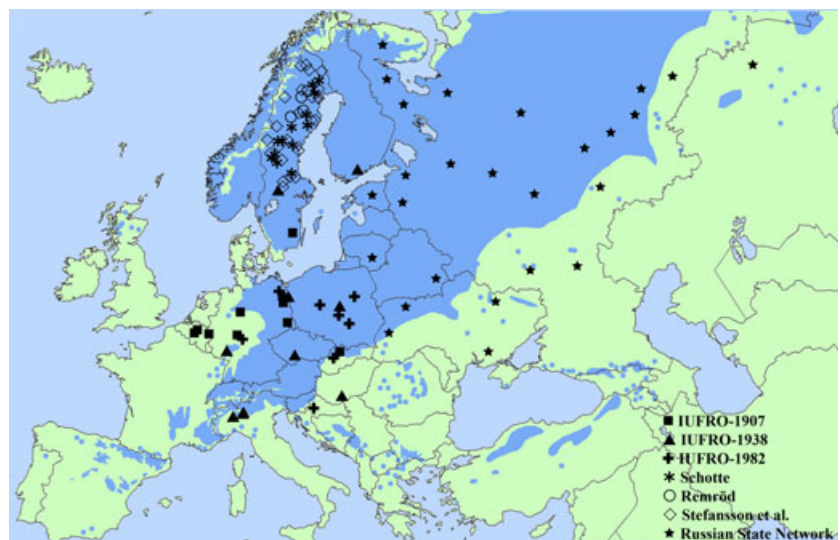 IUFRO-1907
IUFRO-1938
IUFRO-1982
Schotte
Remröd
Stefansson et al.
Russian State Network